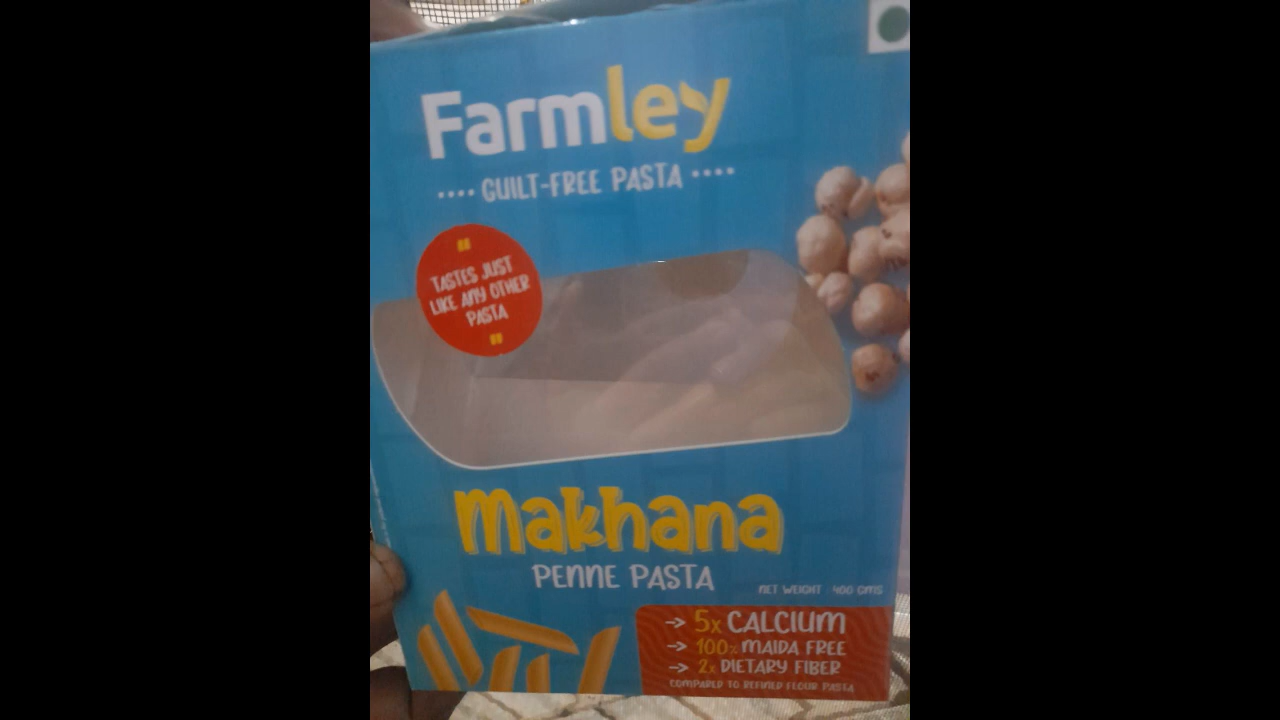 Farmley
GUILT-FREE PASTA
"
TASTES JUST
LIKE ANY OTHER
PASTA
"
Makhana
PENNE PASTA
NET WEIGHT 400 GMS
→ 5x CALCIUM
→ 100% MAIDA FREE
→ 2x DIETARY FIBER
COMPARED TO REFINED FLOUR PASTA